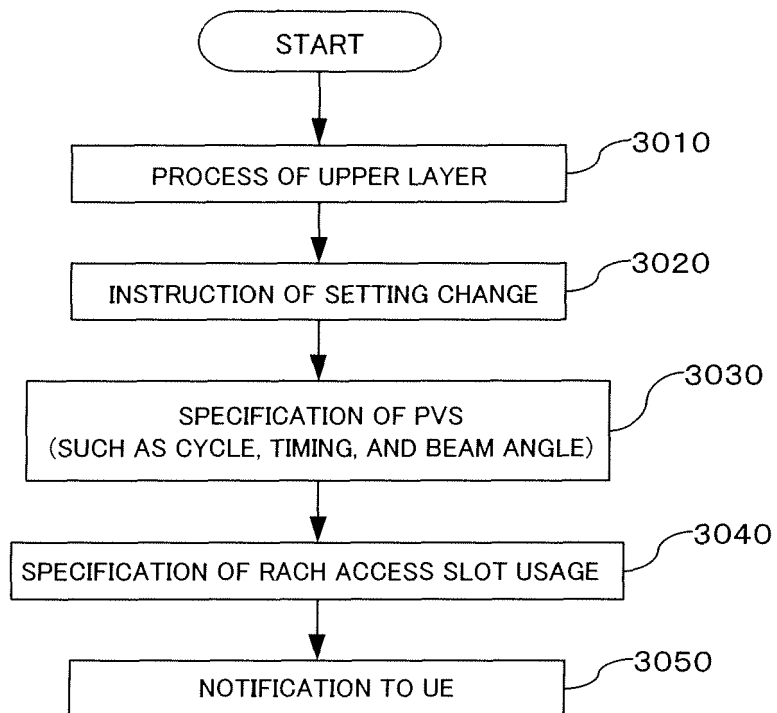 START
PROCESS OF UPPER LAYER
3010
INSTRUCTION OF SETTING CHANGE
3020
SPECIFICATION OF PVS
(SUCH AS CYCLE, TIMING, AND BEAM ANGLE)
3030
SPECIFICATION OF RACH ACCESS SLOT USAGE
3040
NOTIFICATION TO UE
3050